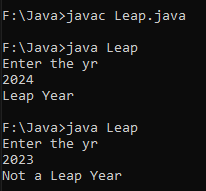 F:\Java>javac Leap.java
F:\Java>java Leap
Enter the yr
2024
Leap Year
F:\Java>java Leap
Enter the yr
2023
Not a Leap Year